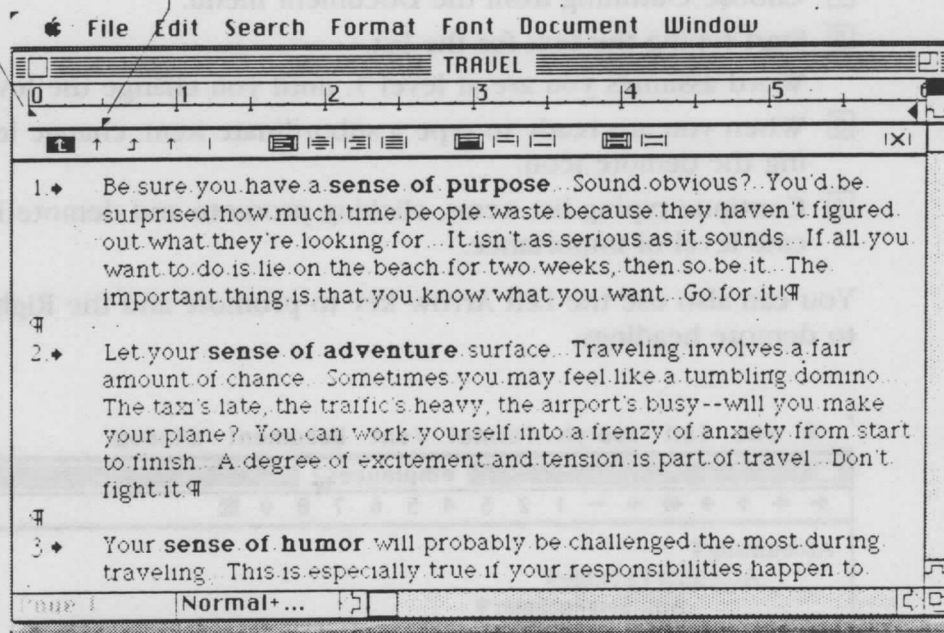 File Edit Search Format Font Document Window
TRAVEL
0 1 2 3 4 5
1. Be sure you have a sense of purpose. Sound obvious? You'd be
surprised how much time people waste because they haven't figured
out what they're looking for. It isn't as serious as it sounds. If all you
want to do is lie on the beach for two weeks, then so be it. The
important thing is that you know what you want. Go for it!¶
¶
2. Let your sense of adventure surface. Traveling involves a fair
amount of chance. Sometimes you may feel like a tumbling domino.
The taxi's late, the traffic's heavy, the airport's busy--will you make
your plane? You can work yourself into a frenzy of anxiety from start
to finish. A degree of excitement and tension is part of travel. Don't
fight it.¶
¶
3. Your sense of humor will probably be challenged the most during
traveling. This is especially true if your responsibilities happen to
Page 1 Normal+...